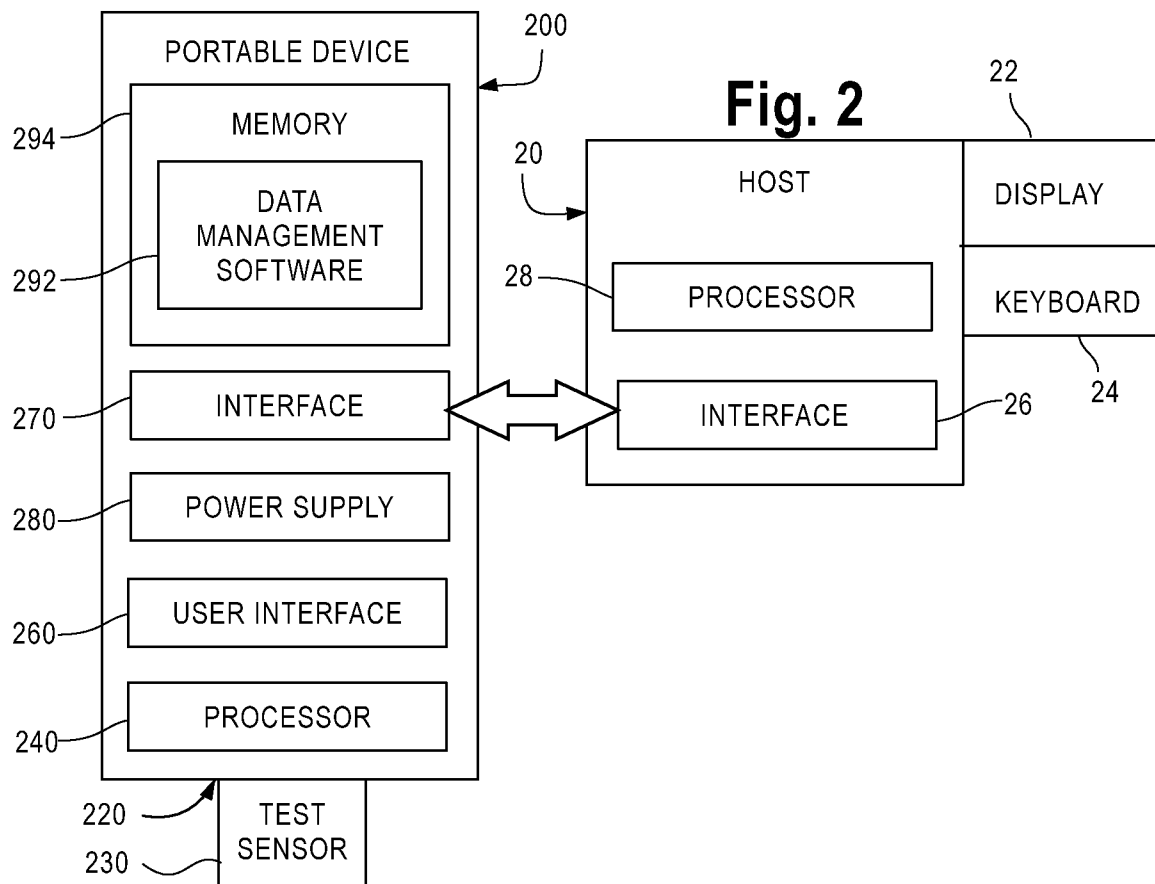 PORTABLE DEVICE
200
294
MEMORY
DATA
MANAGEMENT
SOFTWARE
292
270
INTERFACE
280
POWER SUPPLY
260
USER INTERFACE
240
PROCESSOR
220
TEST
SENSOR
230
Fig. 2
22
20
HOST
DISPLAY
28
PROCESSOR
KEYBOARD
24
INTERFACE
26